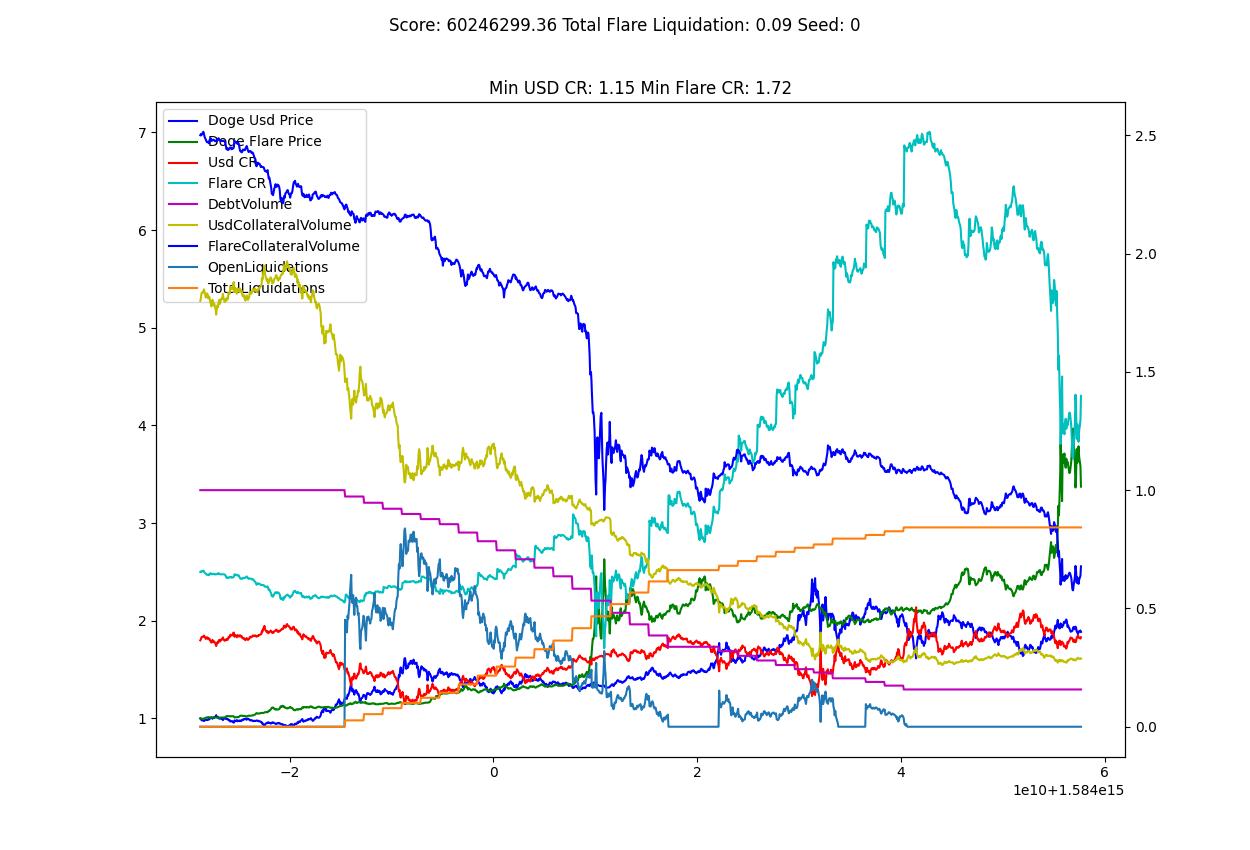 Score: 60246299.36 Total Flare Liquidation: 0.09 Seed: 0
Min USD CR: 1.15 Min Flare CR: 1.72
Doge Usd Price
Doge Flare Price
Usd CR
Flare CR
DebtVolume
UsdCollateralVolume
FlareCollateralVolume
OpenLiquidations
TotalLiquidations
7
6
5
4
3
2
1
2.5
2.0
1.5
1.0
0.5
0.0
−2
0
2
4
6
1e10+1.584e15